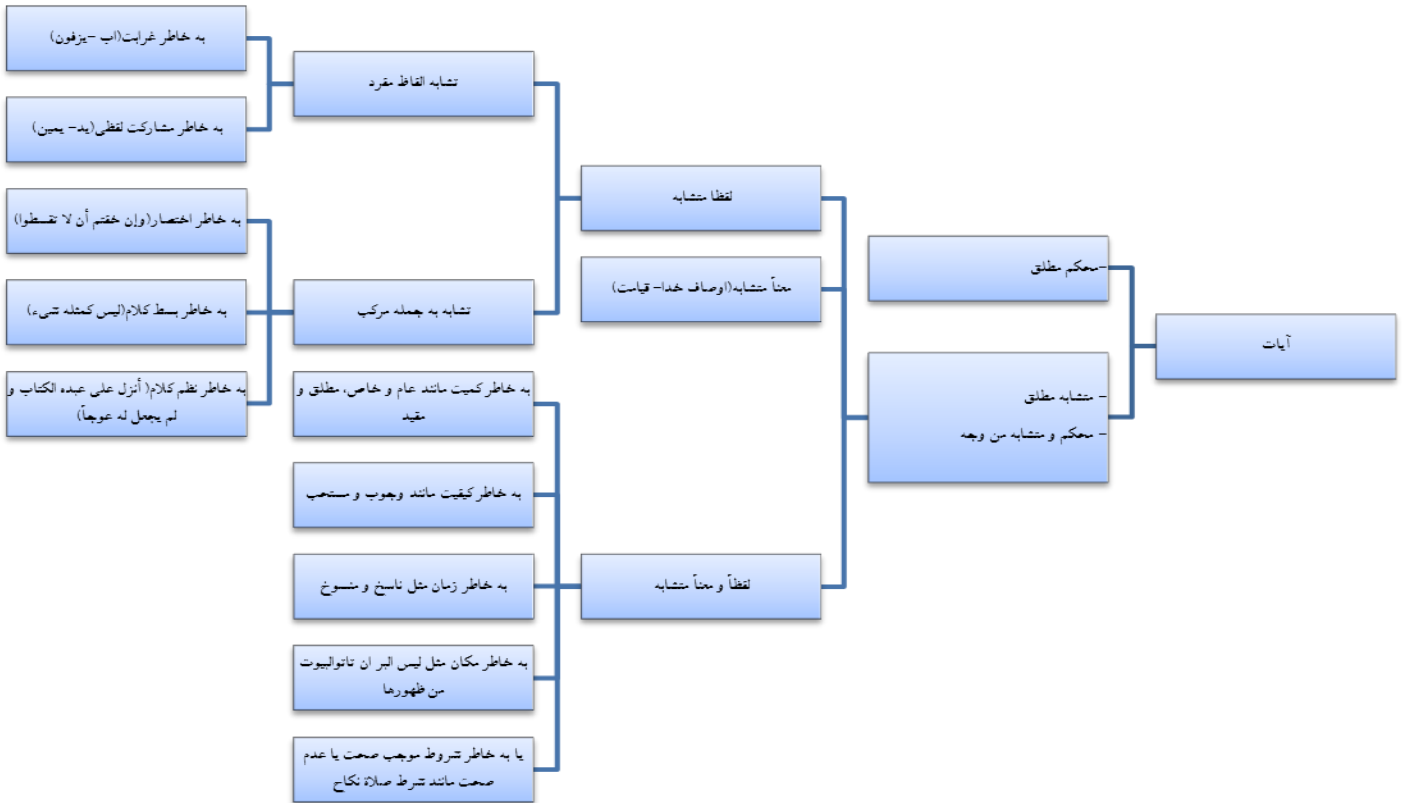 آیات
-محکم مطلق
- متشابه مطلق
- محکم و متشابه من وجه
لفظا متشابه
معناً متشابه(اوصاف خدا- قیامت)
لفظاً و معناً متشابه
تشابه الفاظ مفرد
تشابه به جمله مرکب
به خاطر کمیت مانند عام و خاص، مطلق و
مقید
به خاطر کیفیت مانند وجوب و مستحب
به خاطر زمان مثل ناسخ و منسوخ
به خاطر مکان مثل لیس البر ان تاتوالبیوت
من ظهورها
یا به خاطر شروط موجب صحت یا عدم
صحت مانند شرط صلاة نکاح
به خاطر غرابت(اب -یزفون)
به خاطر مشارکت لفظی(ید- یمین)
به خاطر اختصار(وإن خفتم أن لا تقسطوا)
به خاطر بسط کلام(لیس کمثله شیء)
به خاطر نظم کلام( أنزل علی عبده الکتاب و
لم یجعل له عوجاً)